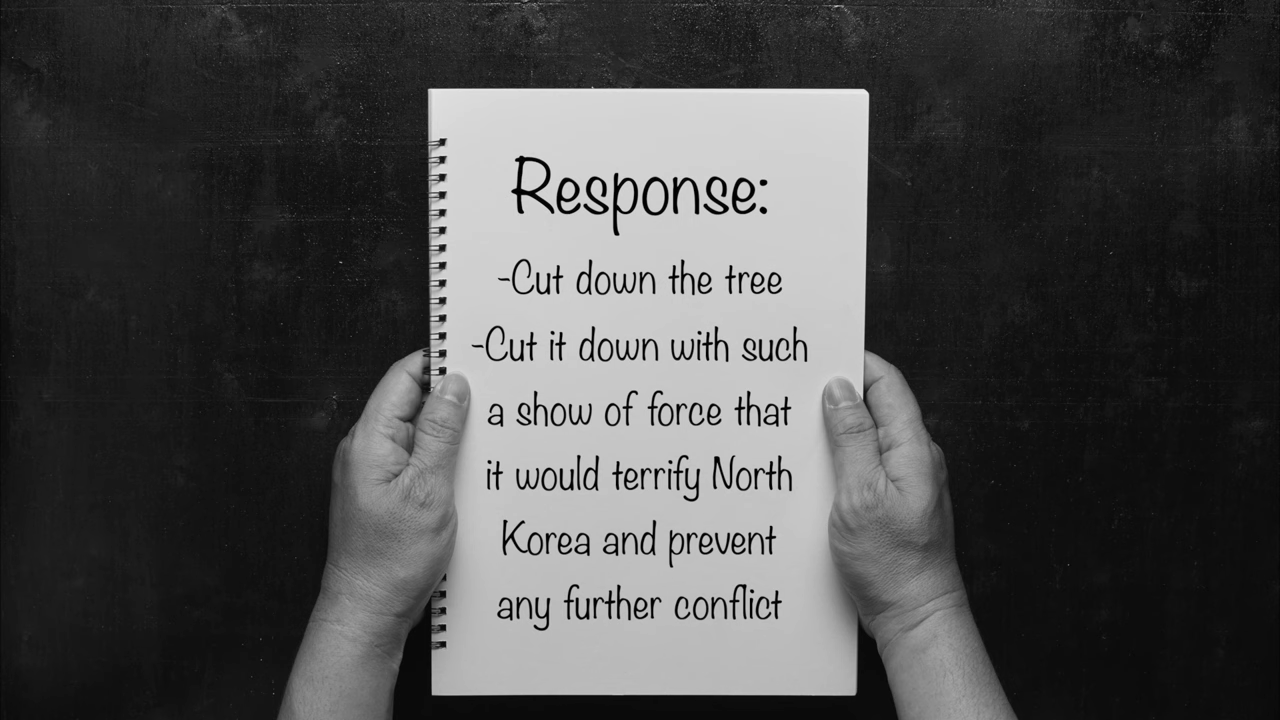 Response:
-Cut down the tree
-Cut it down with such
a show of force that
it would terrify North
Korea and prevent
any further conflict